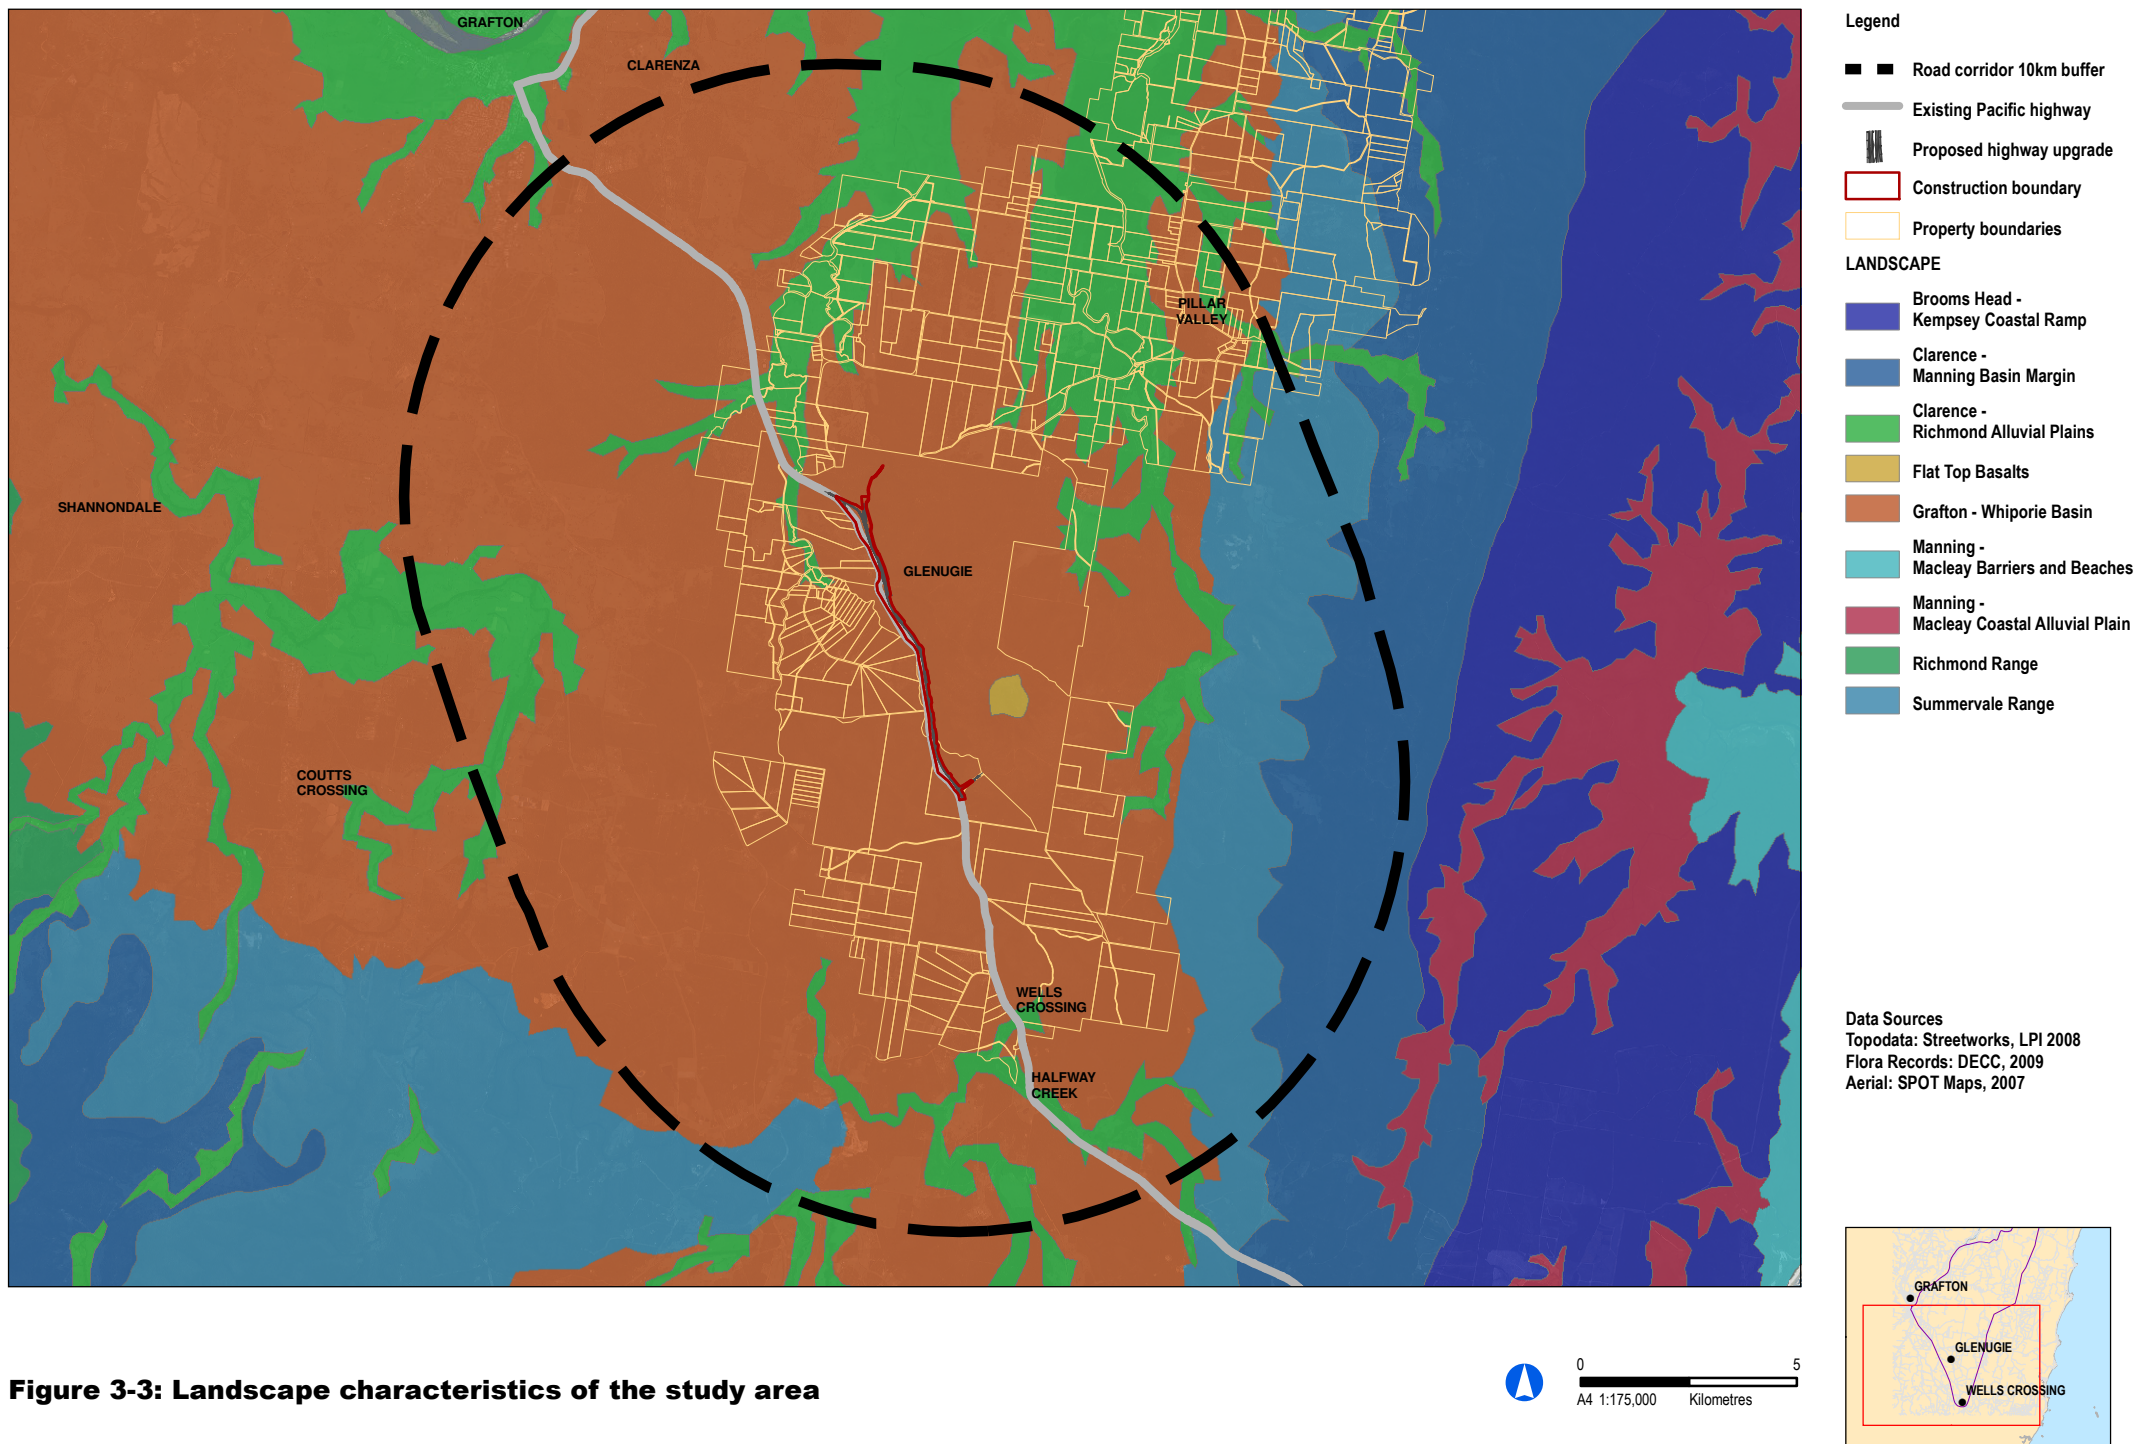 GRAFTON
CLARENZA
PILLAR
VALLEY
SHANNONDALE
GLENUGIE
COUTTS
CROSSING
WELLS
CROSSING
HALFWAY
CREEK
Legend
Road corridor 10km buffer
Existing Pacific highway
Proposed highway upgrade
Construction boundary
Property boundaries
LANDSCAPE
Brooms Head -
Kempsey Coastal Ramp
Clarence -
Manning Basin Margin
Clarence -
Richmond Alluvial Plains
Flat Top Basalts
Grafton - Whiporie Basin
Manning -
Macleay Barriers and Beaches
Manning -
Macleay Coastal Alluvial Plain
Richmond Range
Summervale Range
Data Sources
Topodata: Streetworks, LPI 2008
Flora Records: DECC, 2009
Aerial: SPOT Maps, 2007
GRAFTON
GLENUGIE
WELLS CROSSING
Figure 3-3: Landscape characteristics of the study area
0 5
A4 1:175,000 Kilometres